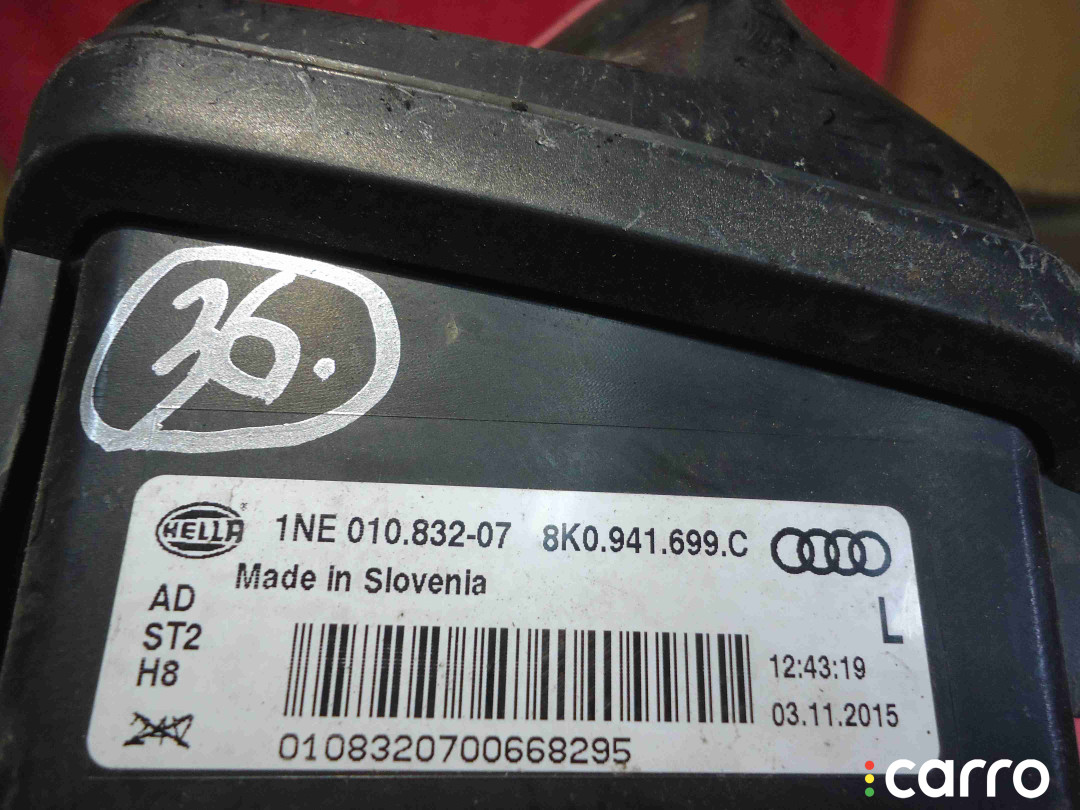 36.
HELLA 1NE 010.832-07 8K0.941.699.C
Made in Slovenia
AD
ST2
H8
L
12:43:19
03.11.2015
0108320700668295
carro